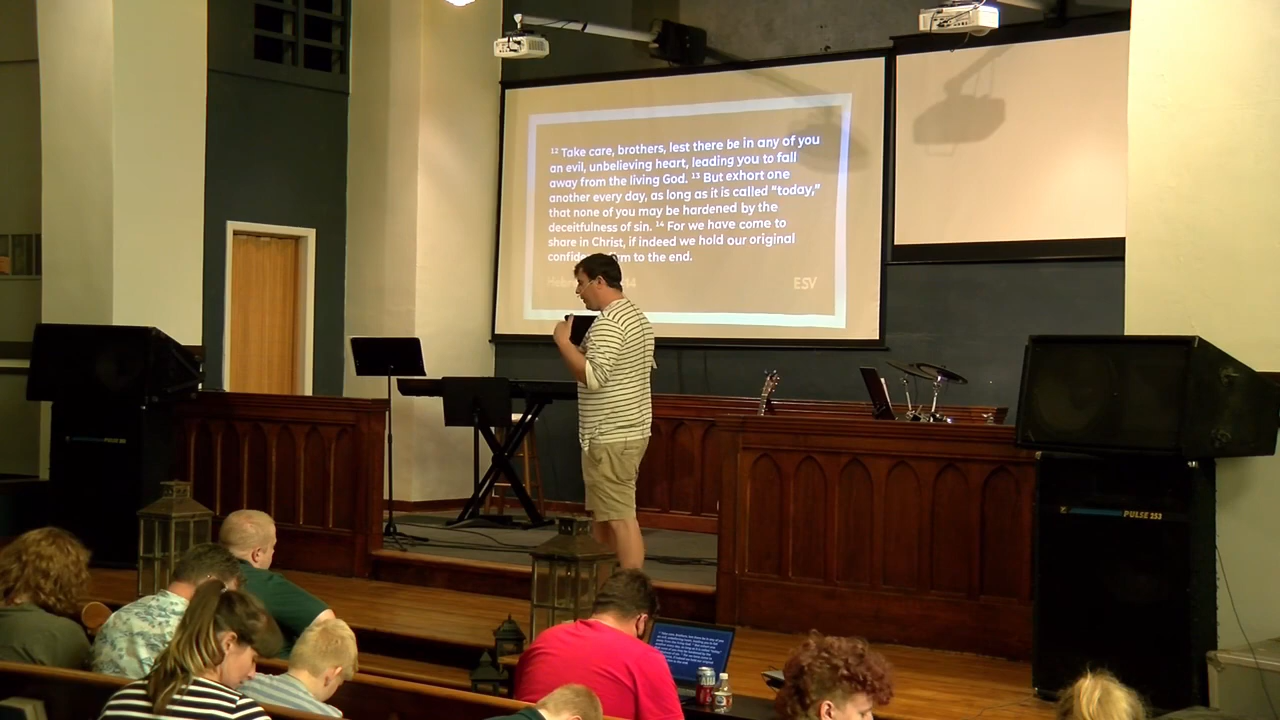 12 Take care, brothers, lest there be in any of you
an evil, unbelieving heart, leading you to fall
away from the living God. 13 But exhort one
another every day, as long as it is called "today,"
that none of you may be hardened by the
deceitfulness of sin. 14 For we have come to
share in Christ, if indeed we hold our original
to the end.
ESV
PULSE 253